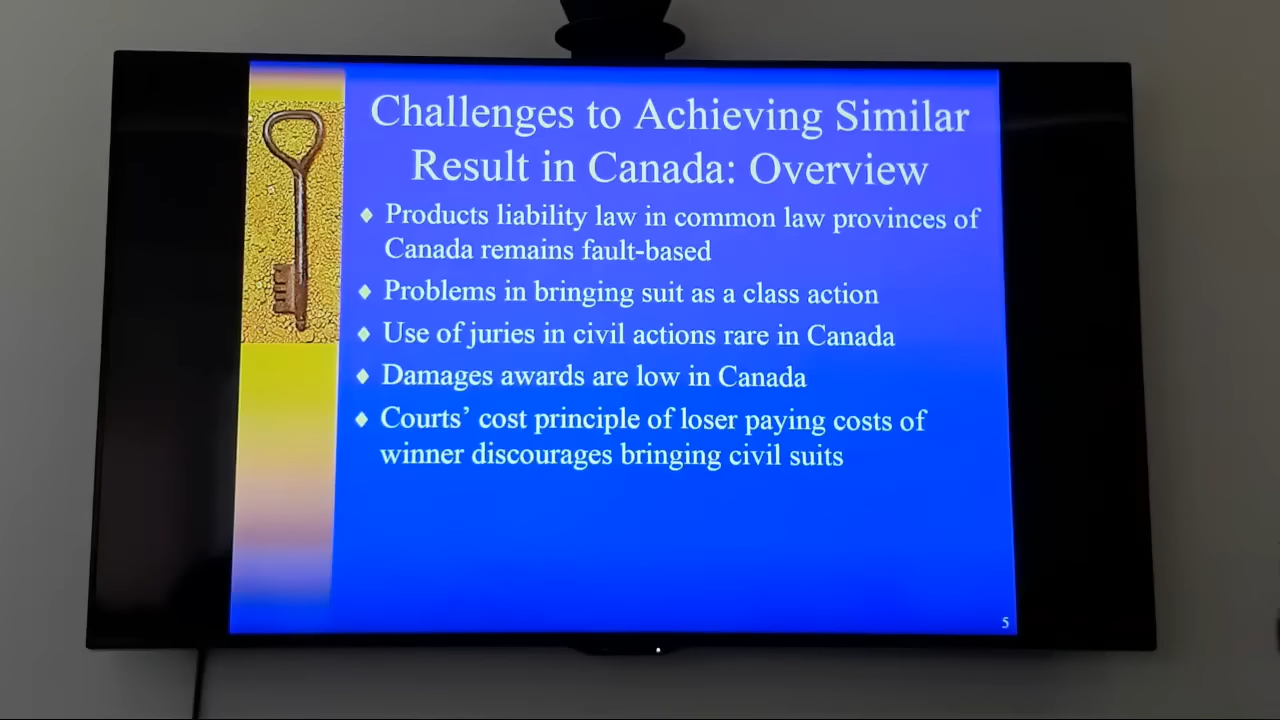 Challenges to Achieving Similar
Result in Canada: Overview
Products liability law in common law provinces of
Canada remains fault-based
Problems in bringing suit as a class action
Use of juries in civil actions rare in Canada
Damages awards are low in Canada
Courts’ cost principle of loser paying costs of
winner discourages bringing civil suits
5